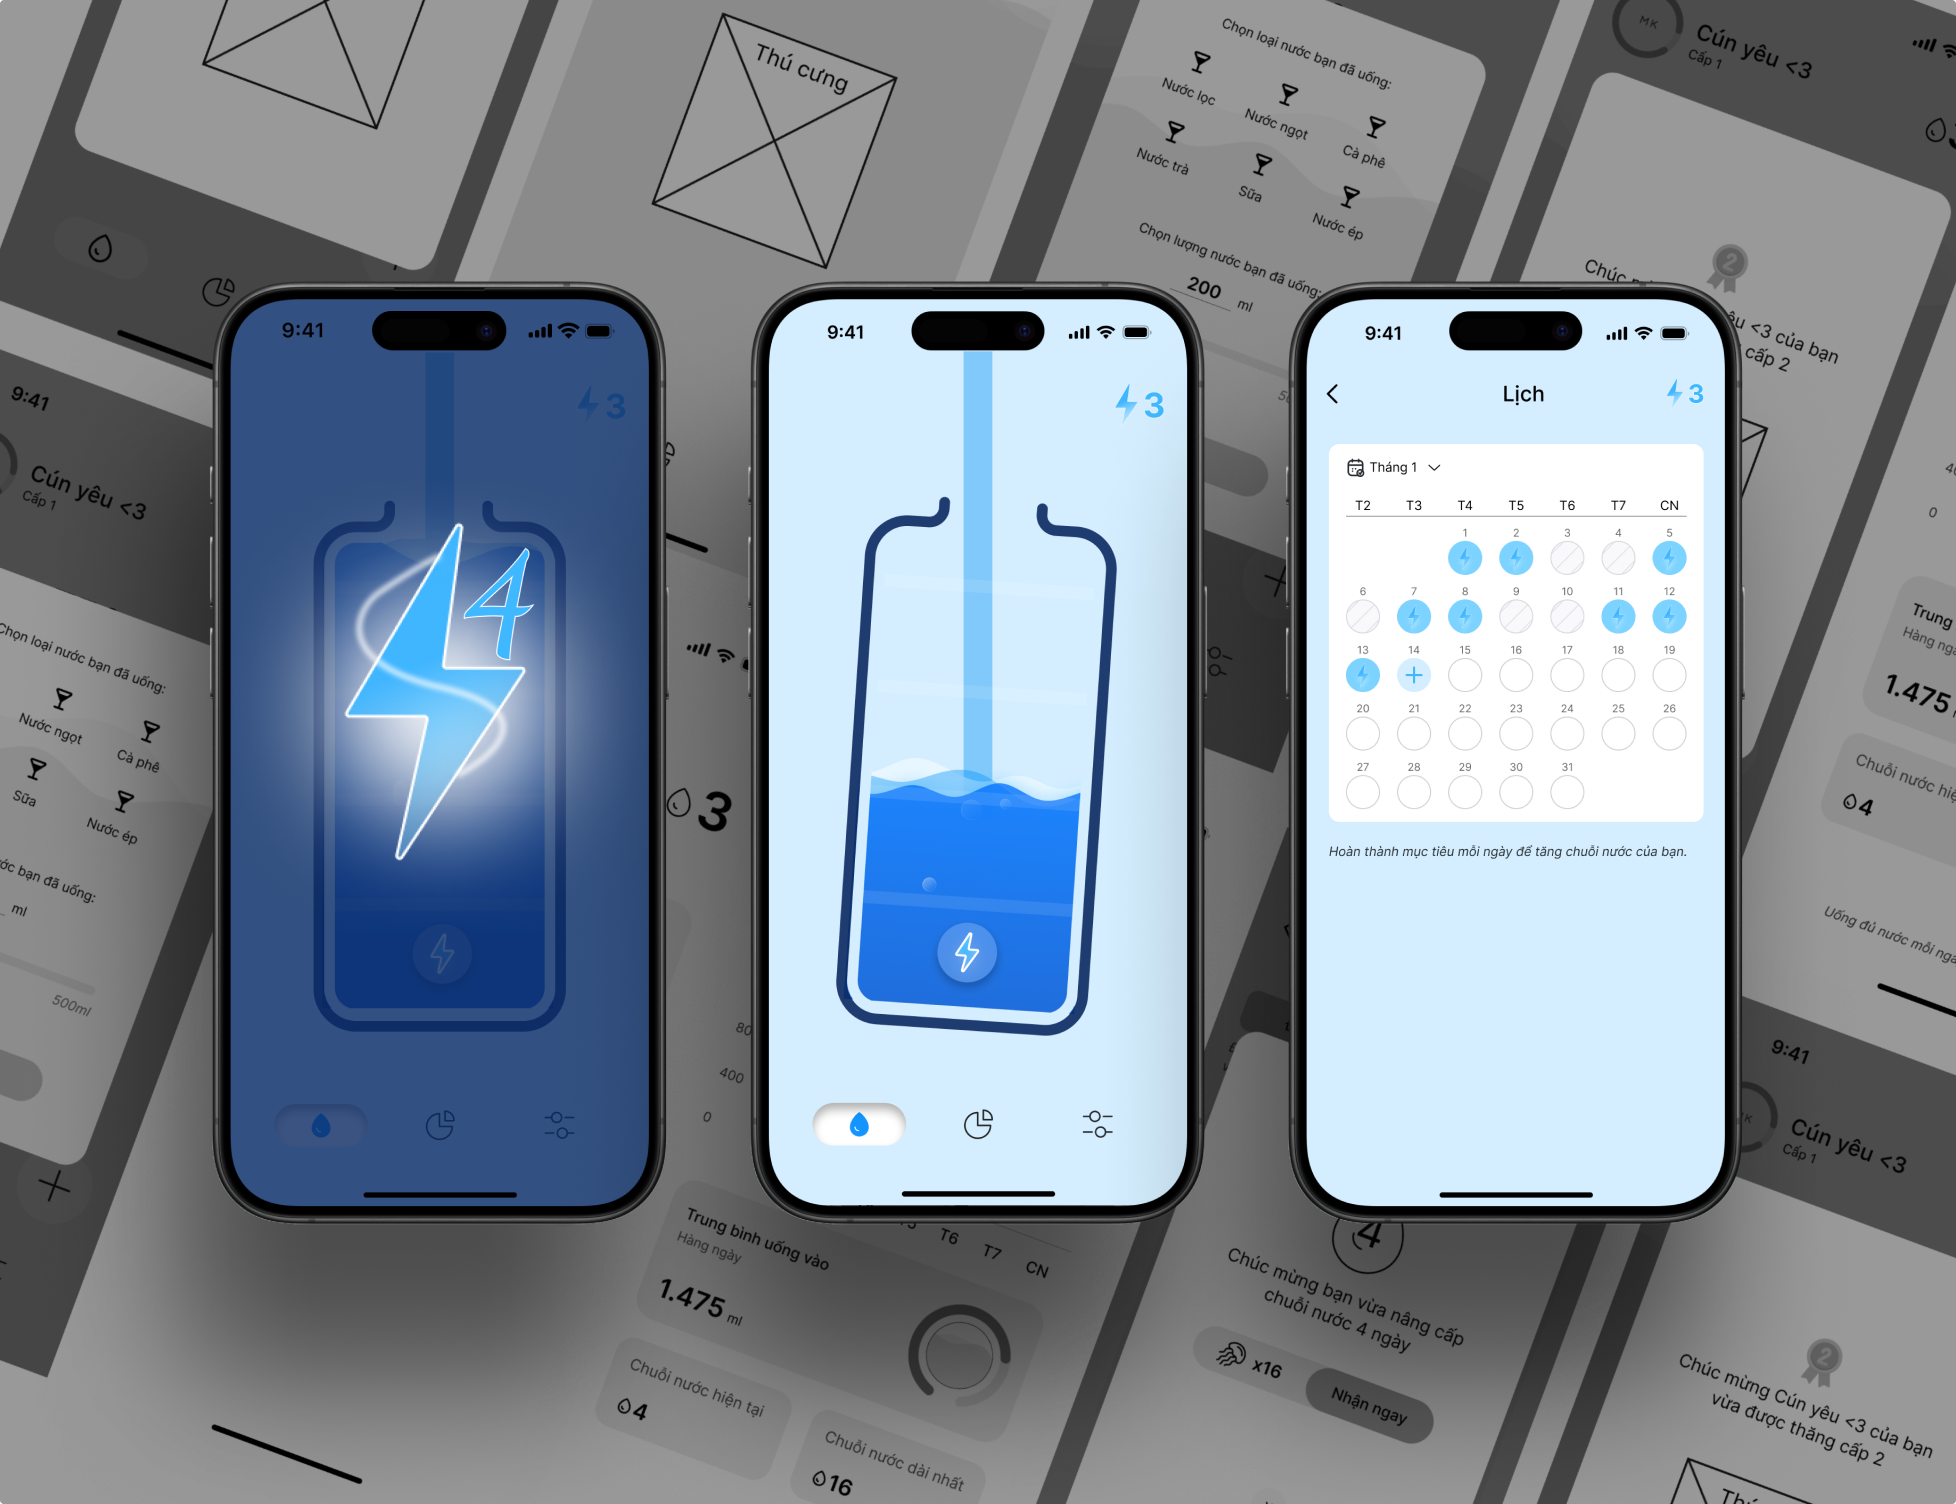 Thú cưng
Chọn loại nước bạn đã uống:
Nước lọc
Nước ngọt
Cà phê
Nước trà
Sữa
Nước ép
Chọn lượng nước bạn đã uống:
200 ml
MK
Cún yêu <3
Cấp 1
2
Chúc
yêu <3 của bạn
cấp 2
9:41
Cún yêu <3
Cấp 1
Chọn loại nước bạn đã uống:
Nước ngọt
Cà phê
Sữa
Nước ép
nước bạn đã uống:
ml
500ml
9:41
3
4
9:41
3
9:41
Lịch
3
Tháng 1
T2 T3 T4 T5 T6 T7 CN
1 2 3 4 5
6 7 8 9 10 11 12
13 14 15 16 17 18 19
20 21 22 23 24 25 26
27 28 29 30 31
Hoàn thành mục tiêu mỗi ngày để tăng chuỗi nước của bạn.
3
80
400
0
0
Trung
Hàng
1.475
Chuỗi nước
4
Uống đủ nước mỗi
9:41
Cún yêu <3
Cấp 1
T6 T7 CN
Trung bình uống vào
Hàng ngày
1.475 ml
Chuỗi nước hiện tại
4
Chuỗi nước dài nhất
16
4
Chúc mừng bạn vừa nâng cấp
chuỗi nước 4 ngày
x16
Nhận ngay
2
Chúc mừng Cún yêu <3 của bạn
vừa được thăng cấp 2